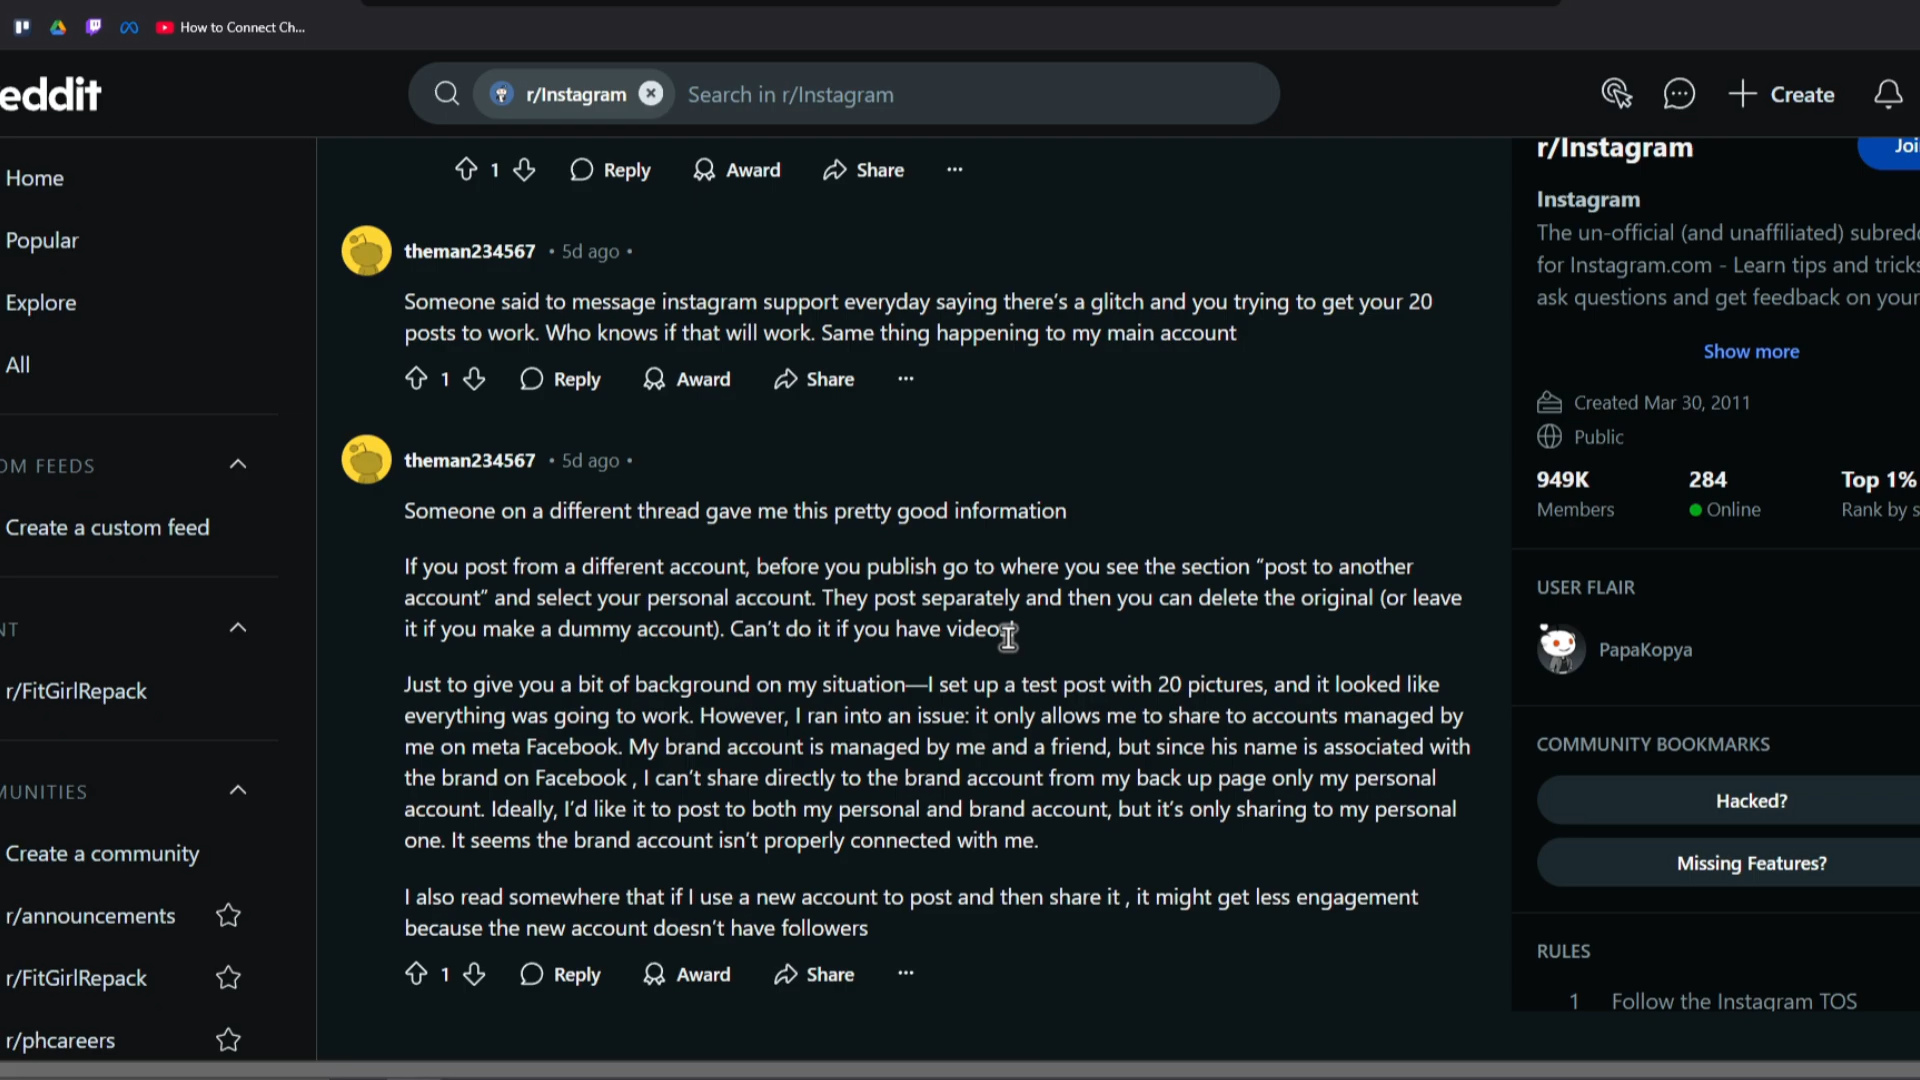 How to Connect Ch...
eddit
r/Instagram
Search in r/Instagram
Create
Home
Popular
Explore
All
OM FEEDS
Create a custom feed
NT
r/FitGirlRepack
MUNITIES
Create a community
r/announcements
r/FitGirlRepack
r/phcareers
1 Reply Award Share ...
theman234567 • 5d ago •
Someone said to message instagram support everyday saying there's a glitch and you trying to get your 20
posts to work. Who knows if that will work. Same thing happening to my main account
1 Reply Award Share ...
theman234567 • 5d ago •
Someone on a different thread gave me this pretty good information
If you post from a different account, before you publish go to where you see the section "post to another
account" and select your personal account. They post separately and then you can delete the original (or leave
it if you make a dummy account). Can't do it if you have video
Just to give you a bit of background on my situation—I set up a test post with 20 pictures, and it looked like
everything was going to work. However, I ran into an issue: it only allows me to share to accounts managed by
me on meta Facebook. My brand account is managed by me and a friend, but since his name is associated with
the brand on Facebook , I can't share directly to the brand account from my back up page only my personal
account. Ideally, I'd like it to post to both my personal and brand account, but it's only sharing to my personal
one. It seems the brand account isn't properly connected with me.
I also read somewhere that if I use a new account to post and then share it , it might get less engagement
because the new account doesn't have followers
1 Reply Award Share ...
r/Instagram
Joi
Instagram
The un-official (and unaffiliated) subredd
for Instagram.com - Learn tips and tricks
ask questions and get feedback on your
Show more
Created Mar 30, 2011
Public
949K 284 Top 1%
Members Online Rank by s
USER FLAIR
PapaKopya
COMMUNITY BOOKMARKS
Hacked?
Missing Features?
RULES
1 Follow the Instagram TOS